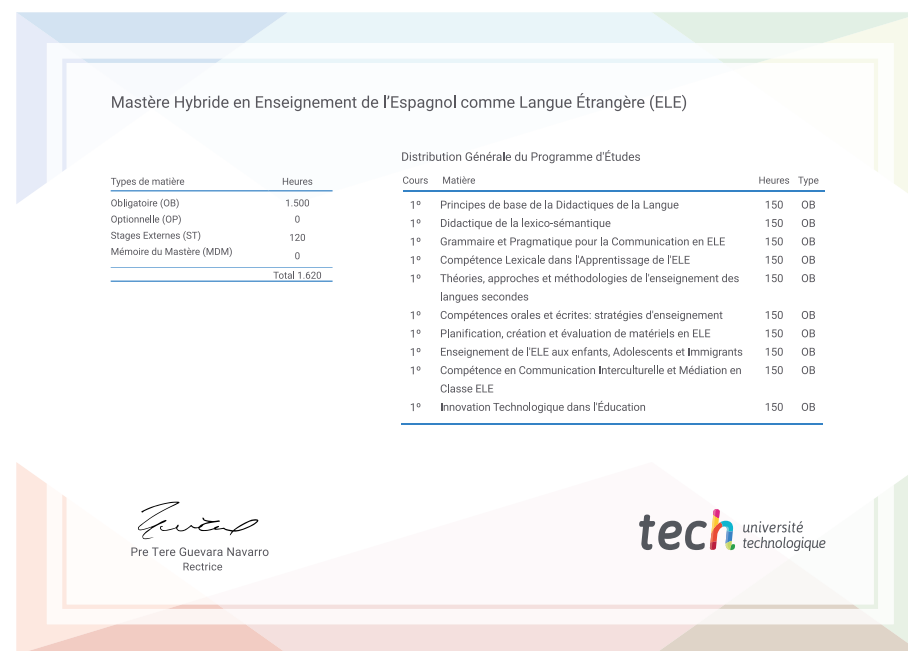 Mastère Hybride en Enseignement de l'Espagnol comme Langue Étrangère (ELE)
Types de matière Heures
Obligatoire (OB) 1.500
Optionnelle (OP) 0
Stages Externes (ST) 120
Mémoire du Mastère (MDM) 0
Total 1.620
Distribution Générale du Programme d'Études
Cours Matière Heures Type
1º Principes de base de la Didactiques de la Langue 150 OB
1º Didactique de la lexico-sémantique 150 OB
1º Grammaire et Pragmatique pour la Communication en ELE 150 OB
1º Compétence Lexicale dans l'Apprentissage de l'ELE 150 OB
1º Théories, approches et méthodologies de l'enseignement des 150 OB
langues secondes
1º Compétences orales et écrites: stratégies d'enseignement 150 OB
1º Planification, création et évaluation de matériels en ELE 150 OB
1º Enseignement de l'ELE aux enfants, Adolescents et Immigrants 150 OB
1º Compétence en Communication Interculturelle et Médiation en 150 OB
Classe ELE
1º Innovation Technologique dans l'Éducation 150 OB
Pre Tere Guevara Navarro
Rectrice
tech université
technologique